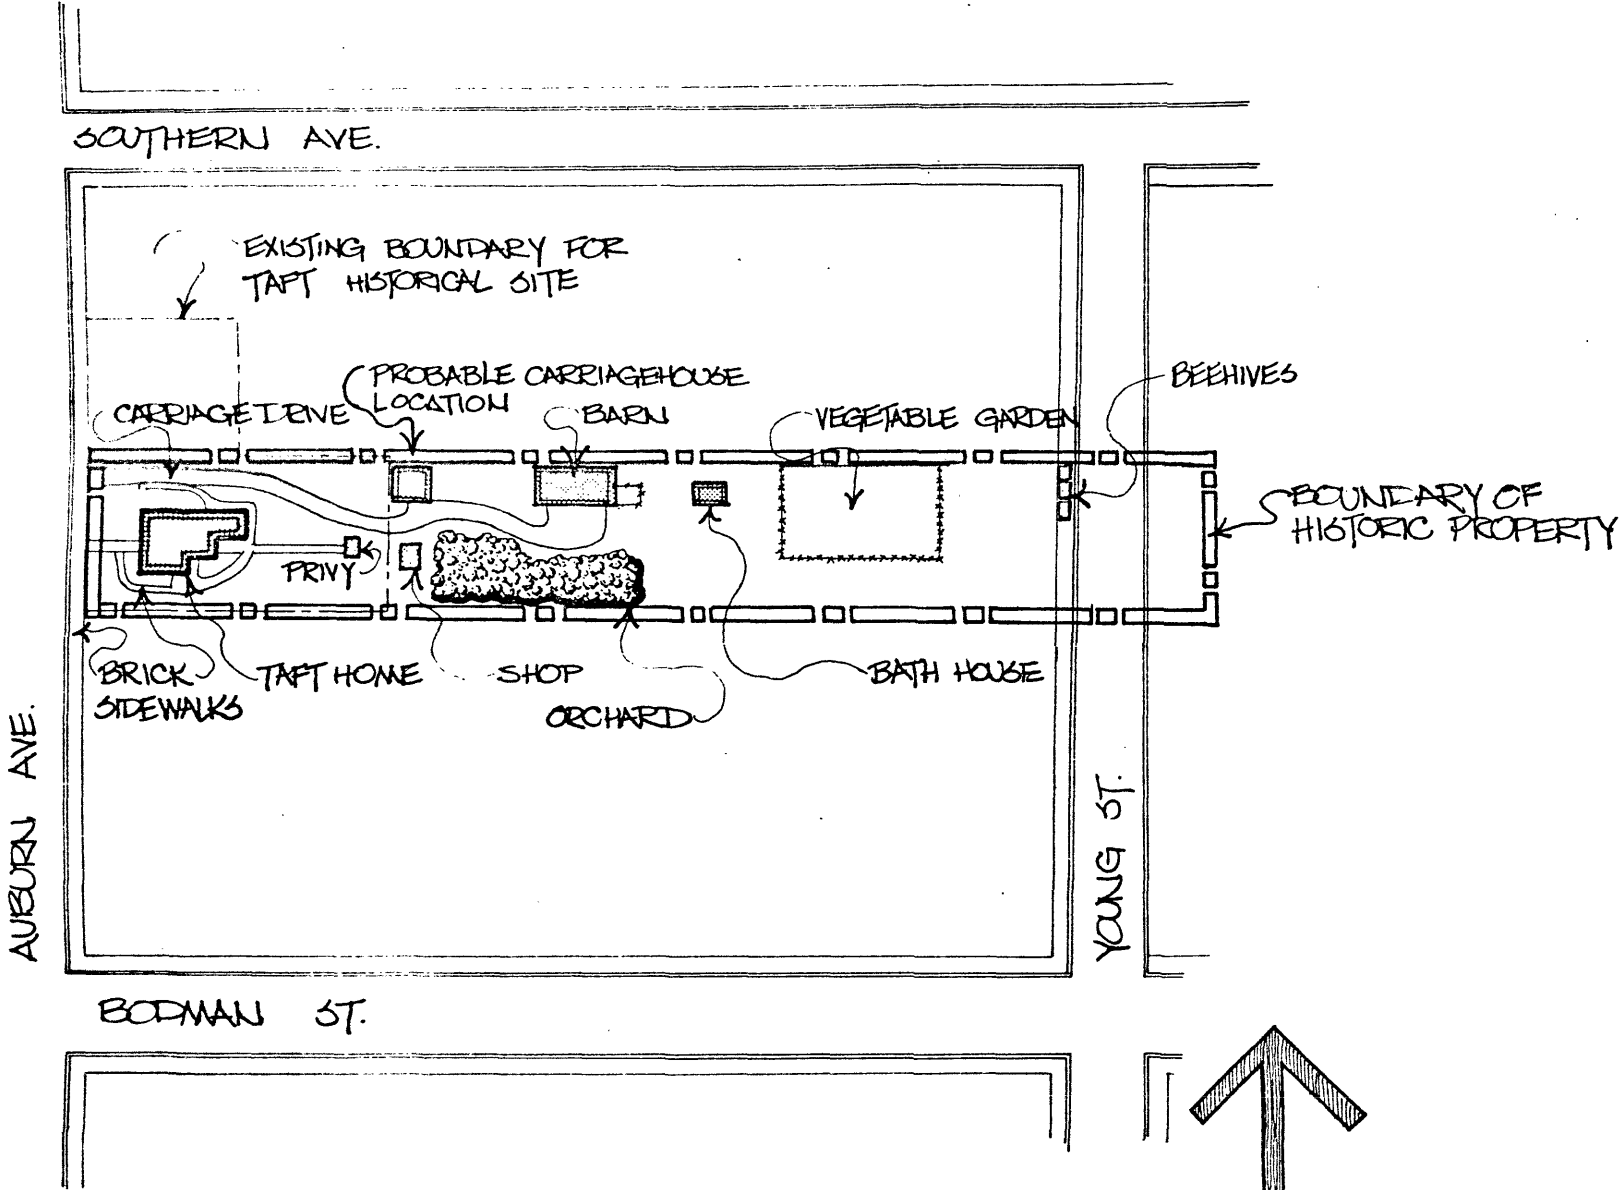 SOUTHERN AVE.
EXISTING BOUNDARY FOR
TAFT HISTORICAL SITE
PROBABLE CARRIAGEHOUSE
LOCATION
BEEHIVES
CARRIAGE DRIVE
BARN
VEGETABLE GARDEN
BOUNDARY OF
HISTORIC PROPERTY
PRIVY
BRICK
SIDEWALKS
TAFT HOME
SHOP
ORCHARD
BATH HOUSE
AUBURN AVE.
YOUNG ST.
BODMAN ST.